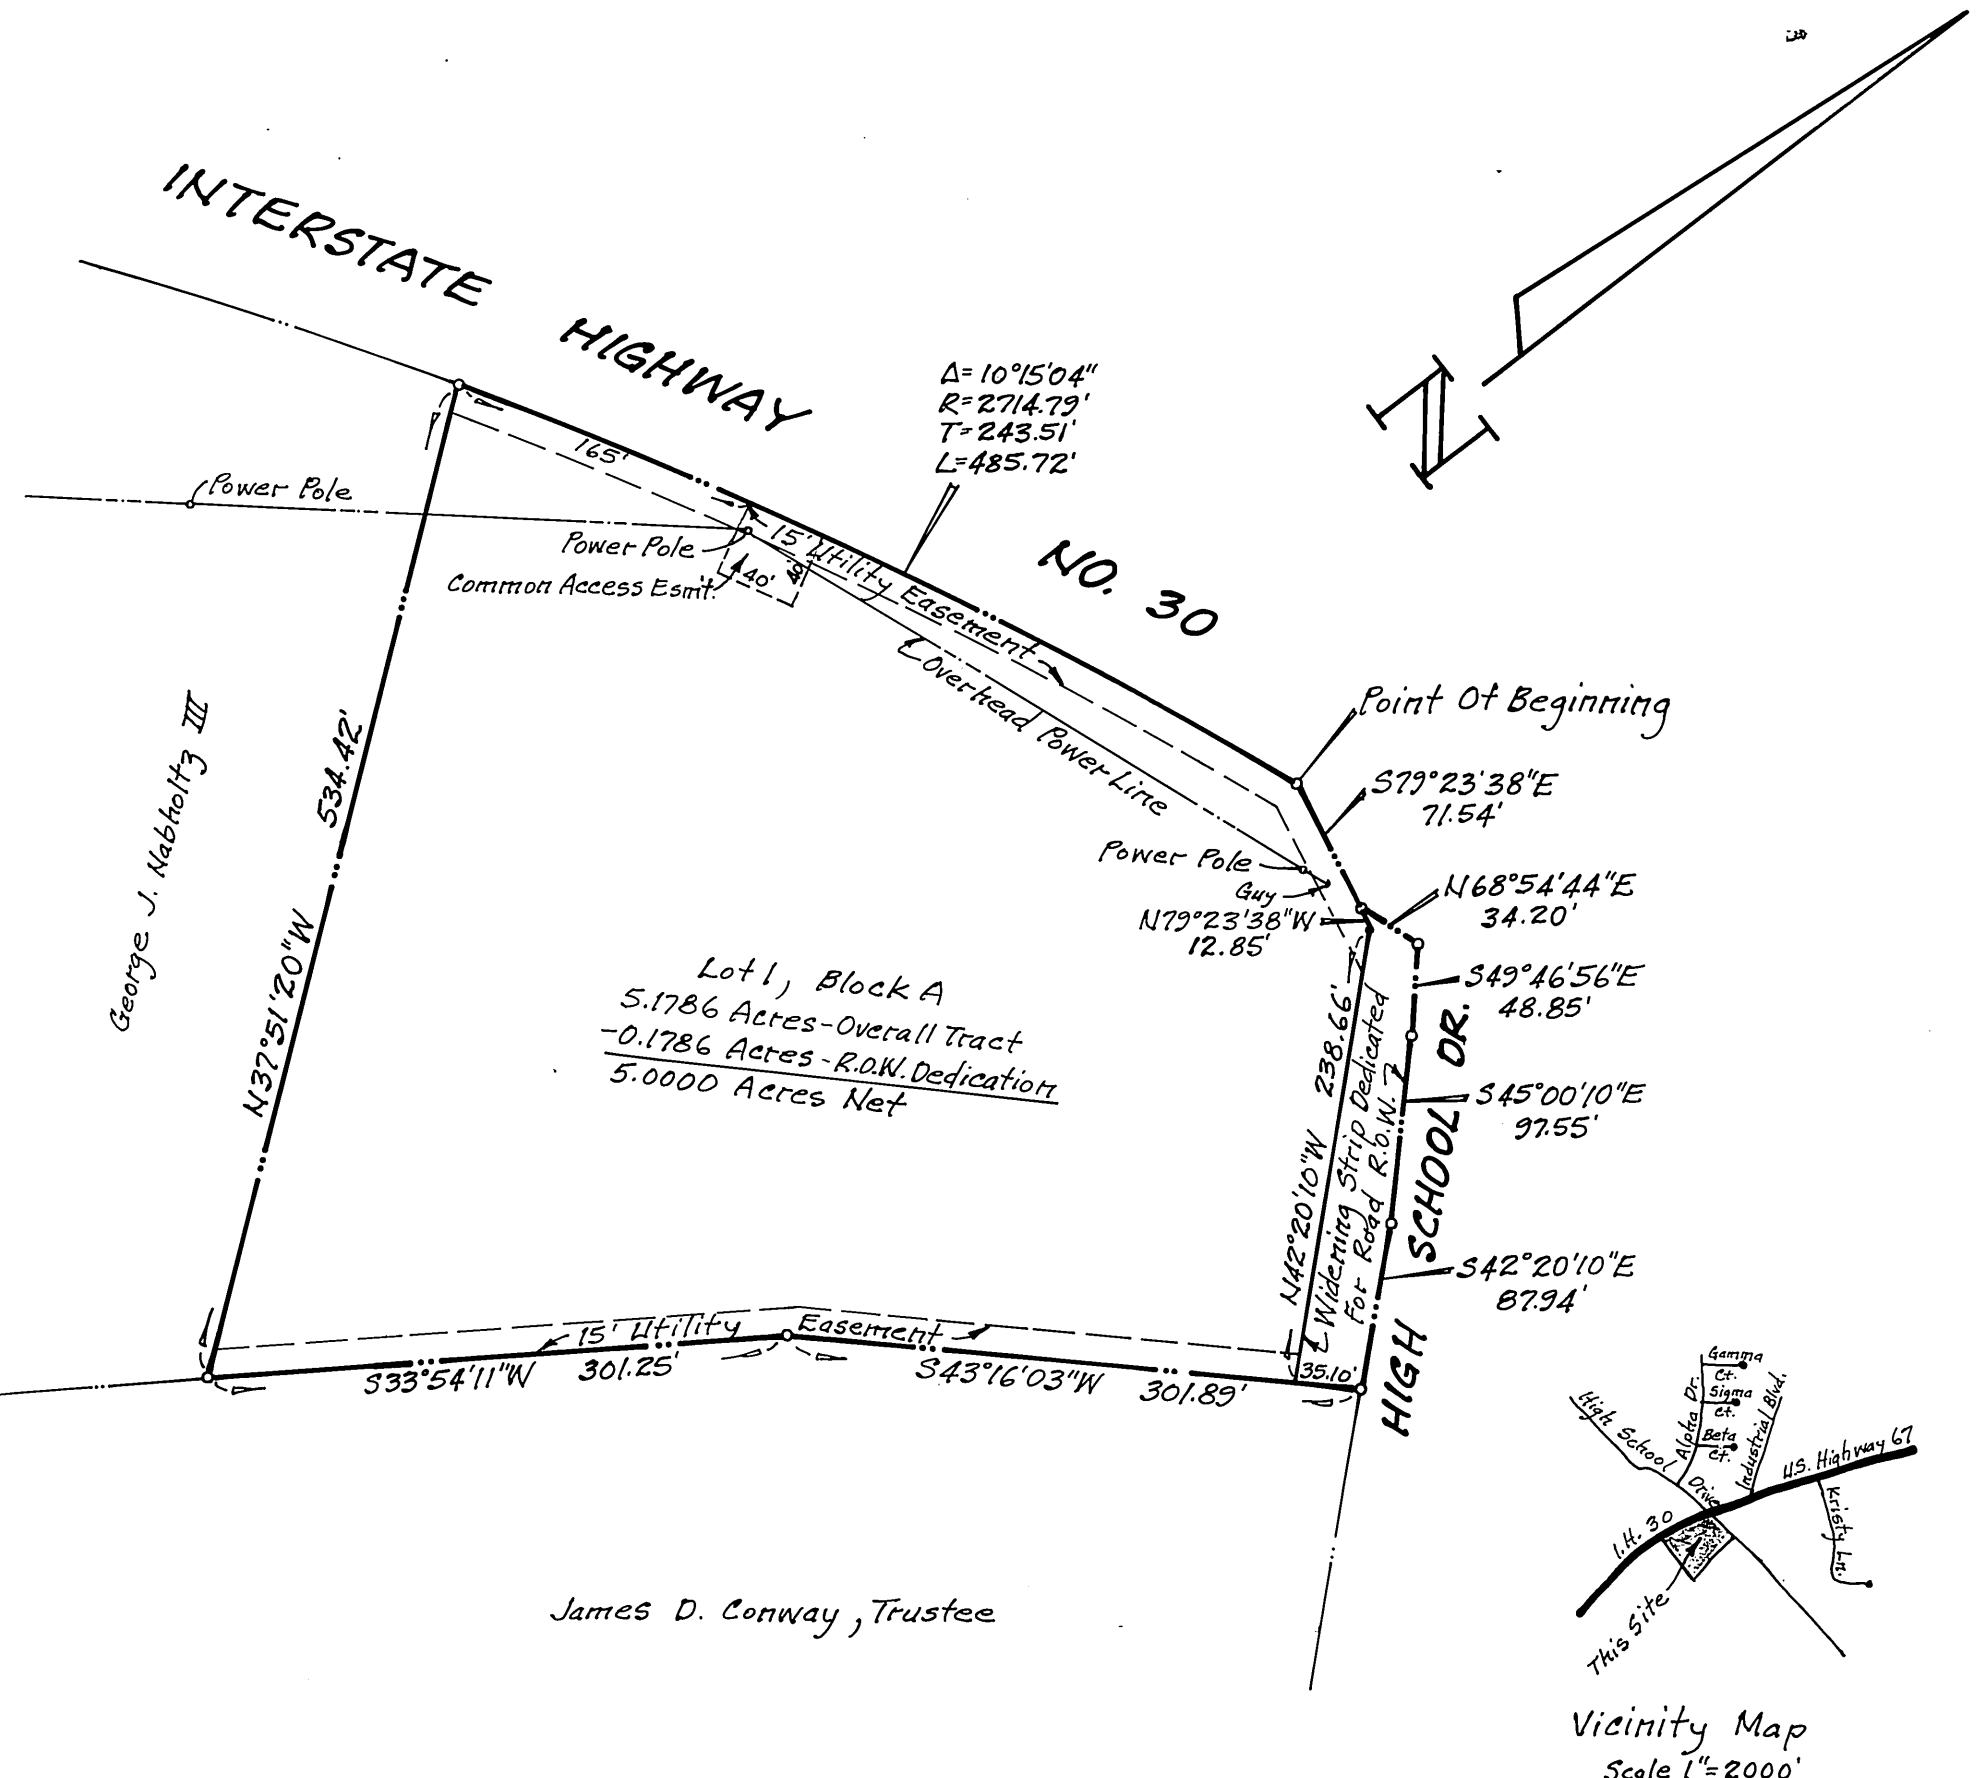 INTERSTATE HIGHWAY NO. 30
N
Δ=10°15'04"
R=2714.79'
T=243.51'
L=485.72'
165'
Power Pole
Power Pole
Common Access Esm't.
40'
40'
15' Utility Easement
℄ Overhead Power Line
Point Of Beginning
S79°23'38"E
71.54'
Power Pole
Guy
N79°23'38"W
12.85'
N68°54'44"E
34.20'
S49°46'56"E
48.85'
S45°00'10"E
97.55'
S42°20'10"E
87.94'
HIGH SCHOOL DR.
George J. Nabholtz III
N37°51'20"W 534.42'
Lot 1, Block A
5.1786 Acres-Overall Tract
-0.1786 Acres-R.O.W. Dedication
5.0000 Acres Net
N42°20'10"W 238.66'
Widening Strip Dedicated
For Road R.O.W.
15' Utility Easement
S33°54'11"W 301.25'
S43°16'03"W 301.89'
35.10'
James D. Conway, Trustee
Gamma
Ct.
Sigma
Ct.
Beta
Ct.
Alpha Dr.
Industrial Blvd.
High School Drive
U.S. Highway 67
I.H. 30
Kristy Ln.
This Site
Vicinity Map
Scale 1"=2000'